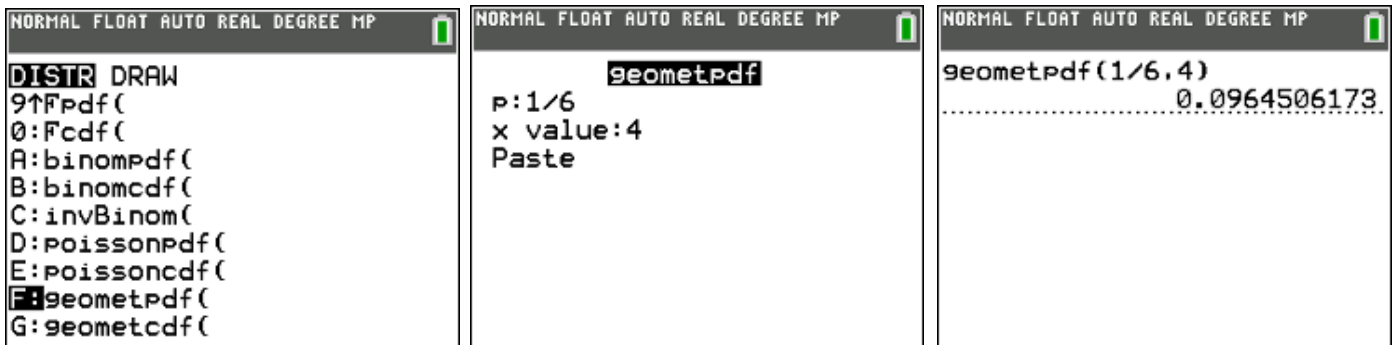 NORMAL FLOAT AUTO REAL DEGREE MP
DISTR DRAW
9↑Fpdf(
0:Fcdf(
A:binompdf(
B:binomcdf(
C:invBinom(
D:poissonpdf(
E:poissoncdf(
F:geometpdf(
G:geometcdf(
NORMAL FLOAT AUTO REAL DEGREE MP
geometpdf
p:1/6
x value:4
Paste
NORMAL FLOAT AUTO REAL DEGREE MP
geometpdf(1/6,4)
0.0964506173